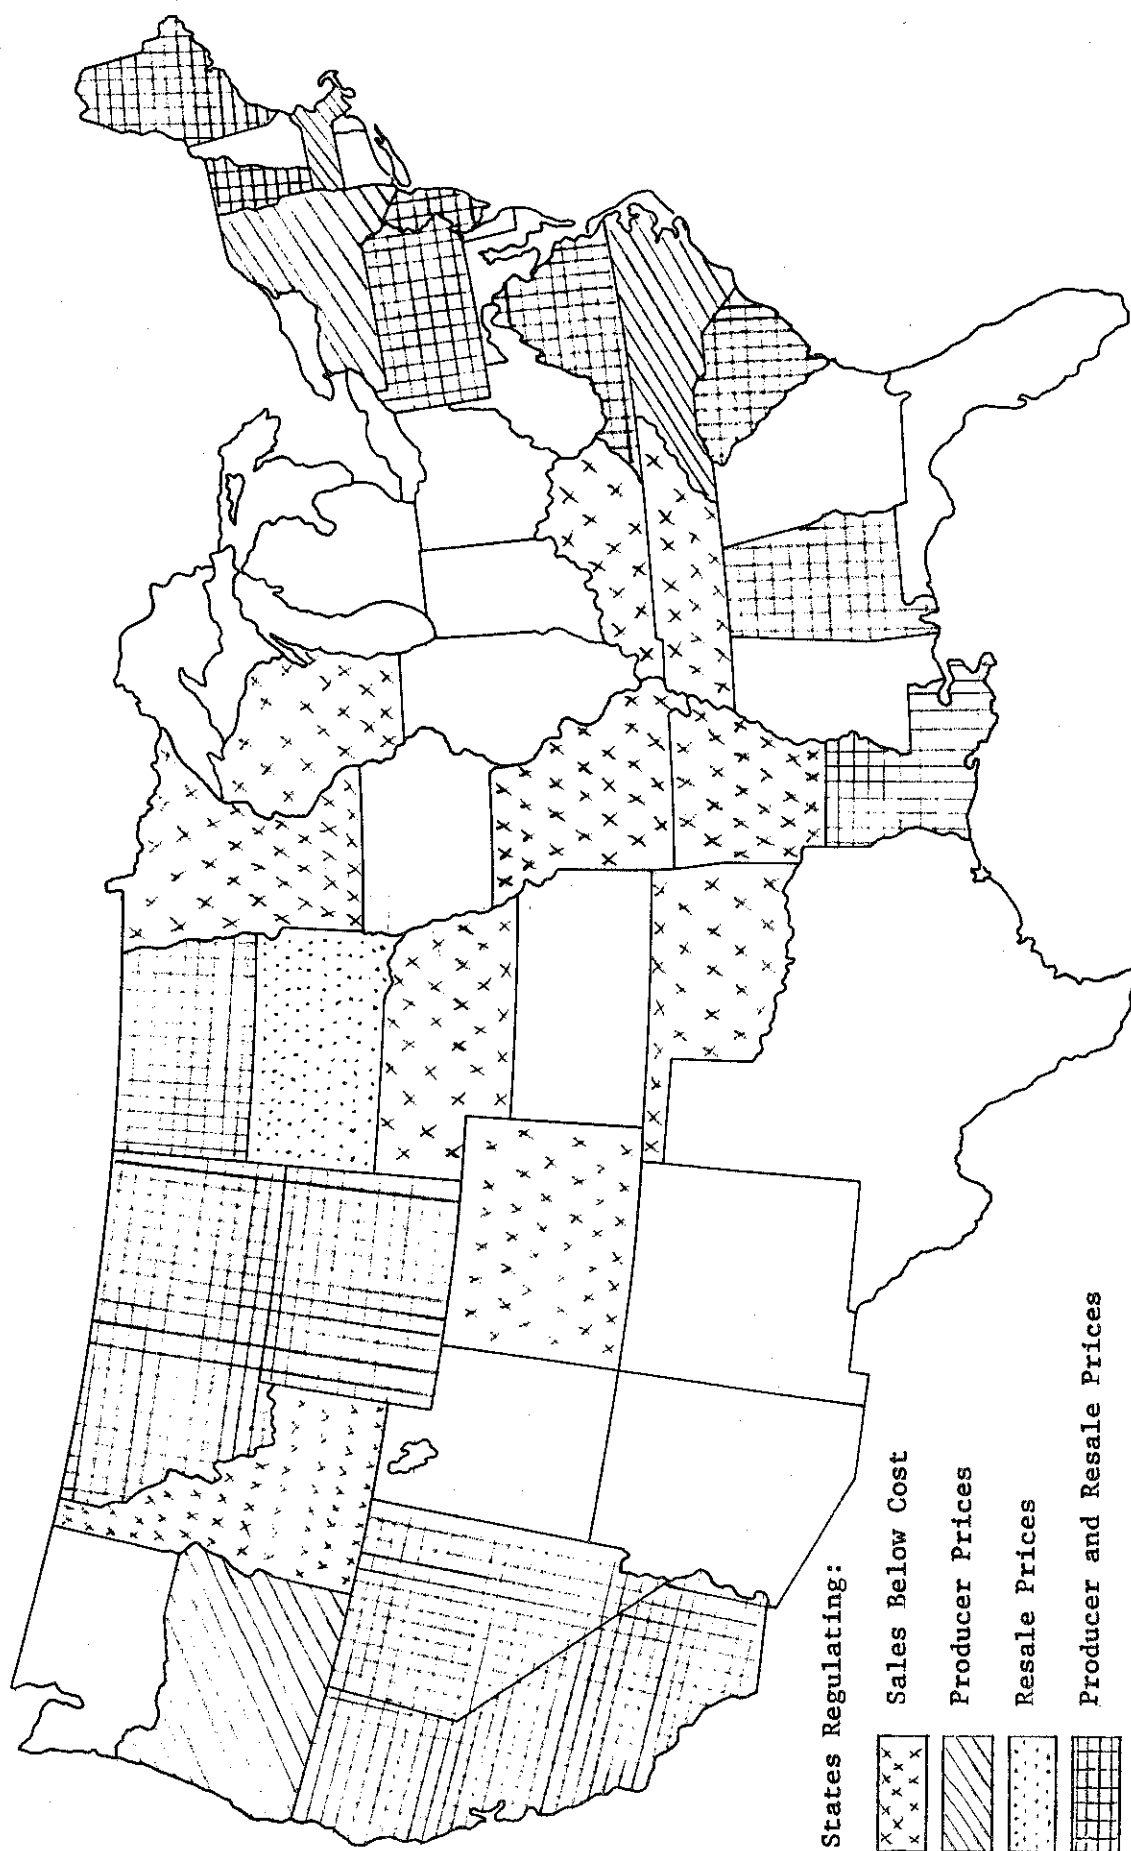 States Regulating:
Sales Below Cost
Producer Prices
Resale Prices
Producer and Resale Prices